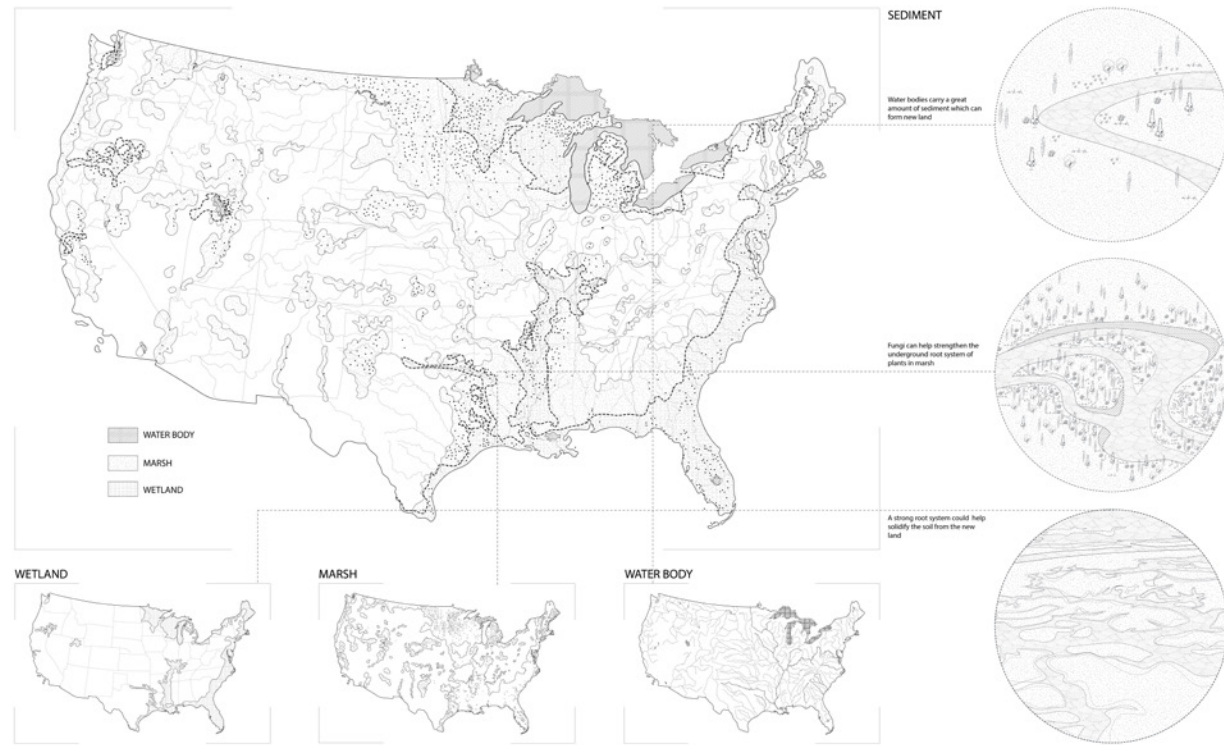 SEDIMENT
Water bodies carry a great
amount of sediment which can
form new land
Fungi can help strengthen the
underground root system of
plants in marsh
WATER BODY
MARSH
WETLAND
A strong root system could help
solidify the soil from the new
land
WETLAND
MARSH
WATER BODY